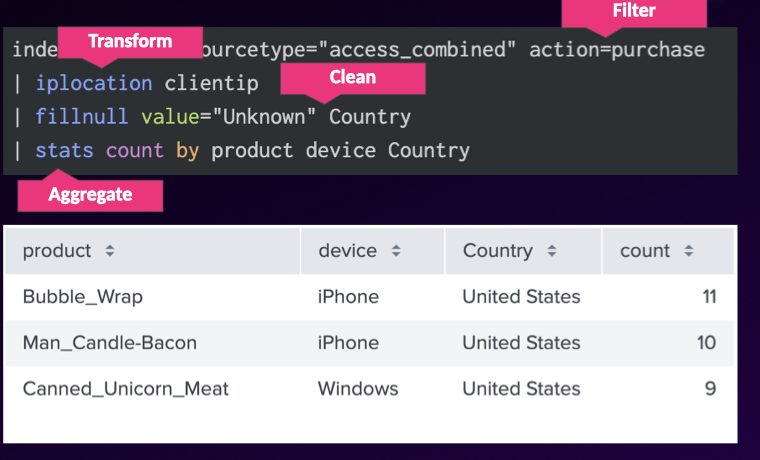 Filter
Transform
inde ourcetype="access_combined" action=purchase
| iplocation clientip
Clean
| fillnull value="Unknown" Country
| stats count by product device Country
Aggregate
product device Country count
Bubble_Wrap iPhone United States 11
Man_Candle-Bacon iPhone United States 10
Canned_Unicorn_Meat Windows United States 9